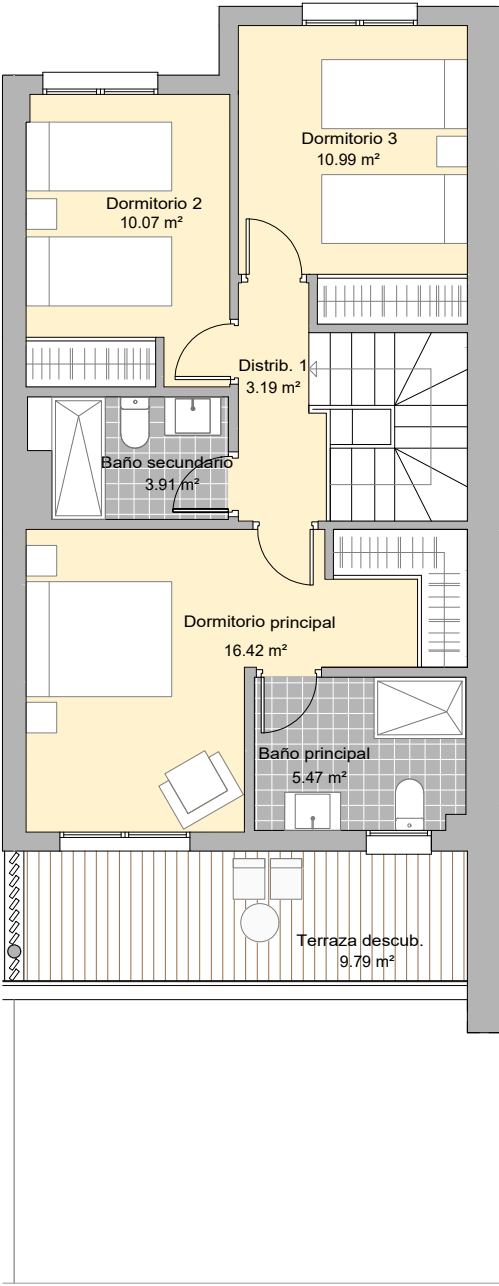 Dormitorio 3
10.99 m²
Dormitorio 2
10.07 m²
Distrib. 1
3.19 m²
Baño secundario
3.91 m²
Dormitorio principal
16.42 m²
Baño principal
5.47 m²
Terraza descub.
9.79 m²